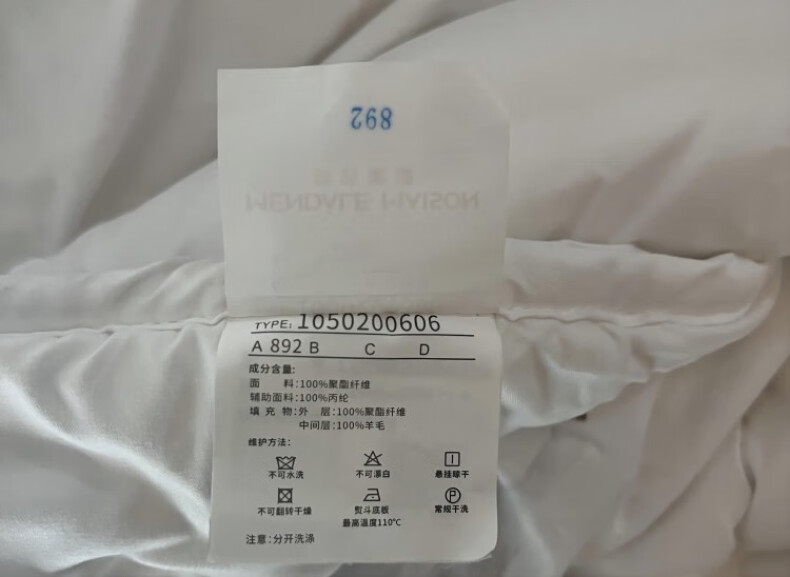 892
MENDALE MAISON
TYPE: 1050200606
A 892 B C D
成分含量:
面 料:100%聚酯纤维
辅助面料:100%丙纶
填 充 物:外 层:100%聚酯纤维
中间层:100%羊毛
维护方法:
不可水洗 不可漂白 悬挂晾干
P
不可翻转干燥 熨斗底板 常规干洗
最高温度110℃
注意:分开洗涤